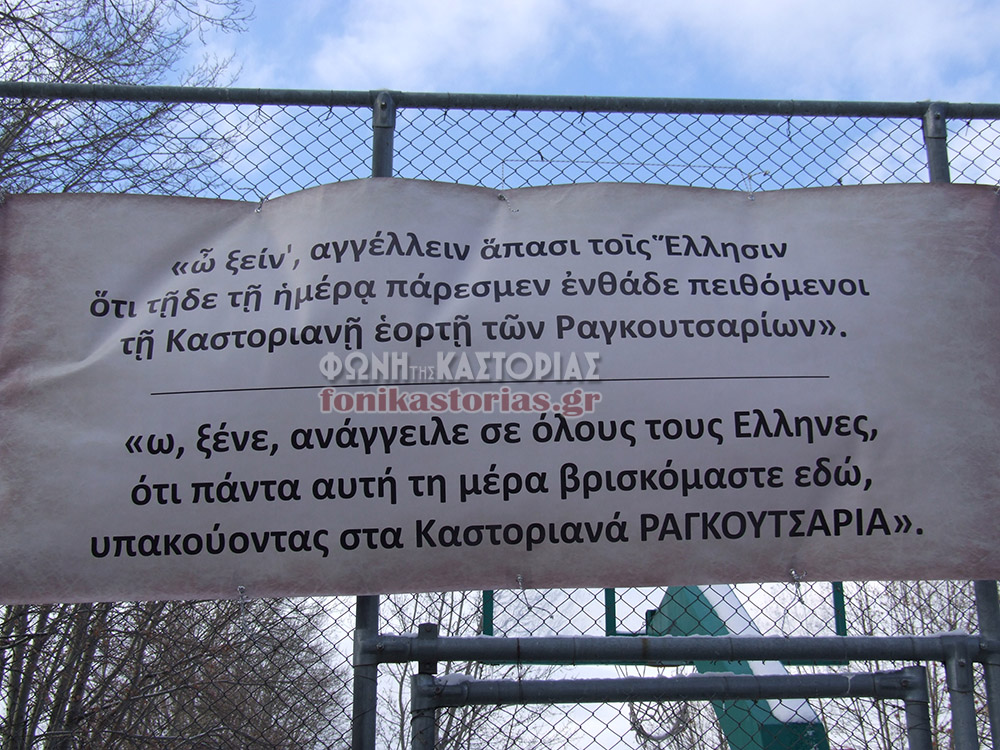 «ὦ ξείν', αγγέλλειν ἅπασι τοῖς Ἕλλησιν
ὅτι τῇδε τῇ ἡμέρᾳ πάρεσμεν ἐνθάδε πειθόμενοι
τῇ Καστοριανῇ ἑορτῇ τῶν Ραγκουτσαρίων».
ΦΩΝΗ ΤΗΣ ΚΑΣΤΟΡΙΑΣ
fonikastorias.gr
«ω, ξένε, ανάγγειλε σε όλους τους Ελληνες,
ότι πάντα αυτή τη μέρα βρισκόμαστε εδώ,
υπακούοντας στα Καστοριανά ΡΑΓΚΟΥΤΣΑΡΙΑ».